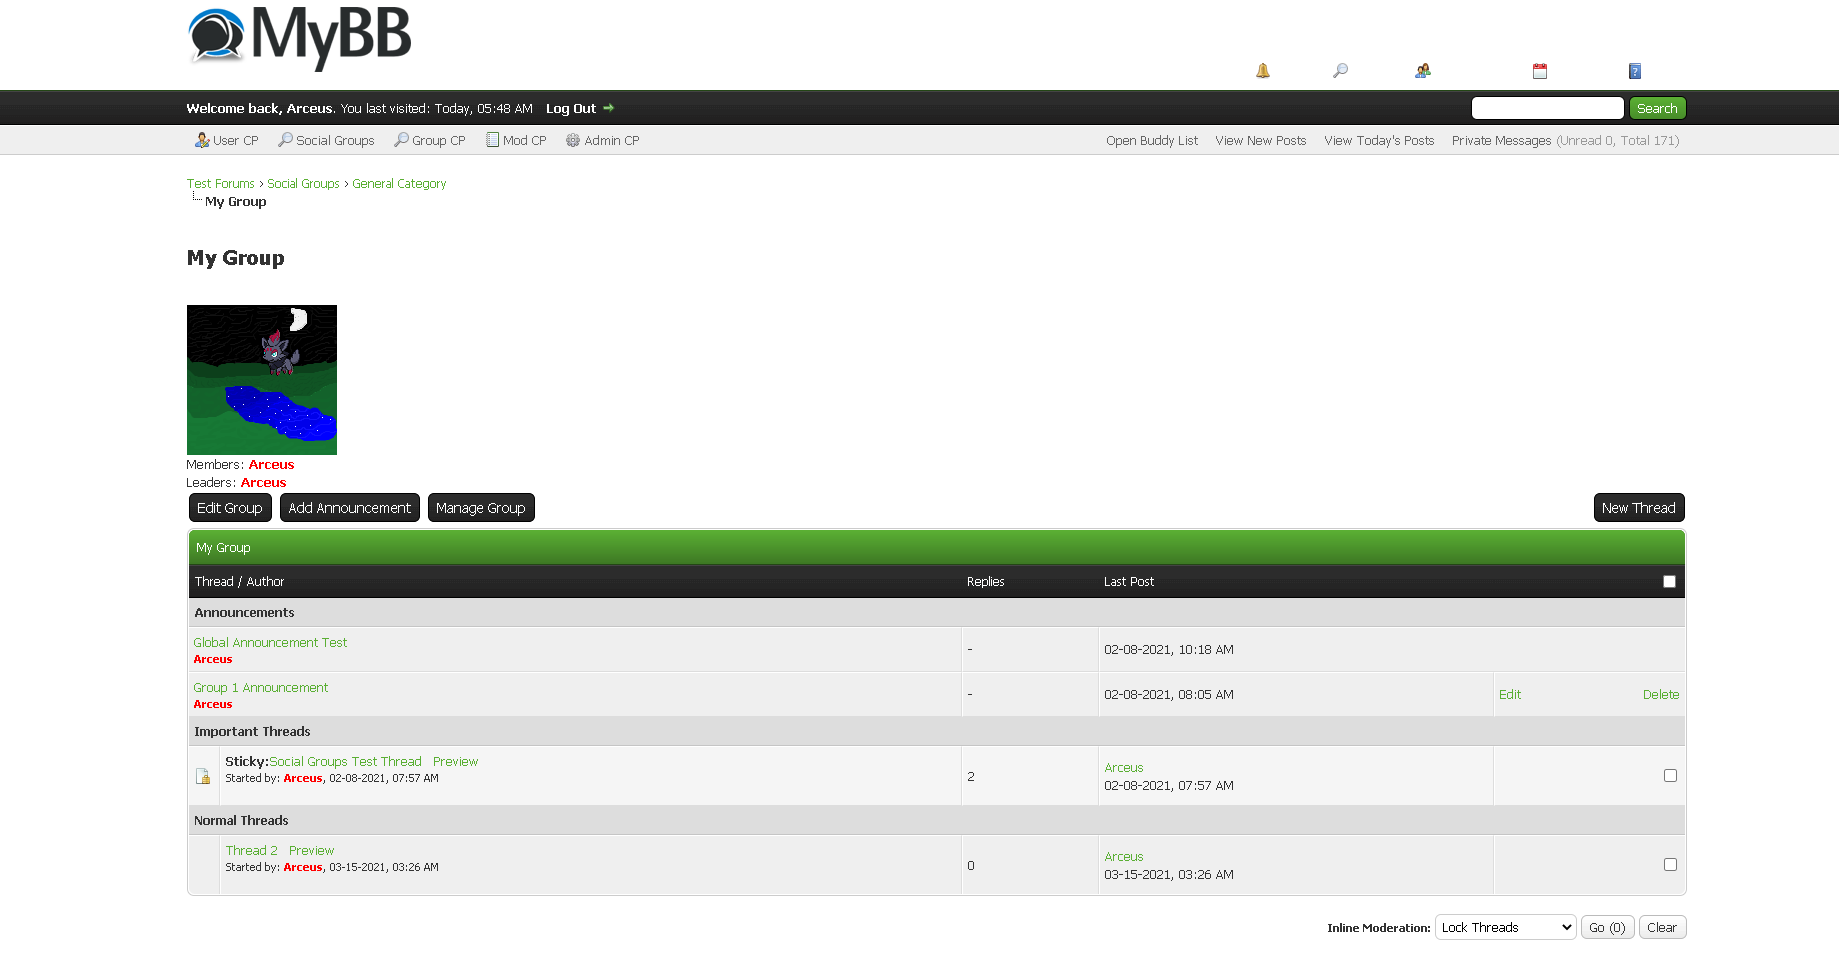 MyBB
Welcome back, Arceus. You last visited: Today, 05:48 AM Log Out
Search
User CP Social Groups Group CP Mod CP Admin CP
Open Buddy List View New Posts View Today's Posts Private Messages (Unread 0, Total 171)
Test Forums › Social Groups › General Category
My Group
My Group
Members: Arceus
Leaders: Arceus
Edit Group Add Announcement Manage Group New Thread
My Group
Thread / Author Replies Last Post
Announcements
Global Announcement Test
Arceus
- 02-08-2021, 10:18 AM
Group 1 Announcement
Arceus
- 02-08-2021, 08:05 AM Edit Delete
Important Threads
Sticky:Social Groups Test Thread Preview
Started by: Arceus, 02-08-2021, 07:57 AM
2
Arceus
02-08-2021, 07:57 AM
Normal Threads
Thread 2 Preview
Started by: Arceus, 03-15-2021, 03:26 AM
0
Arceus
03-15-2021, 03:26 AM
Inline Moderation: Lock Threads Go (0) Clear